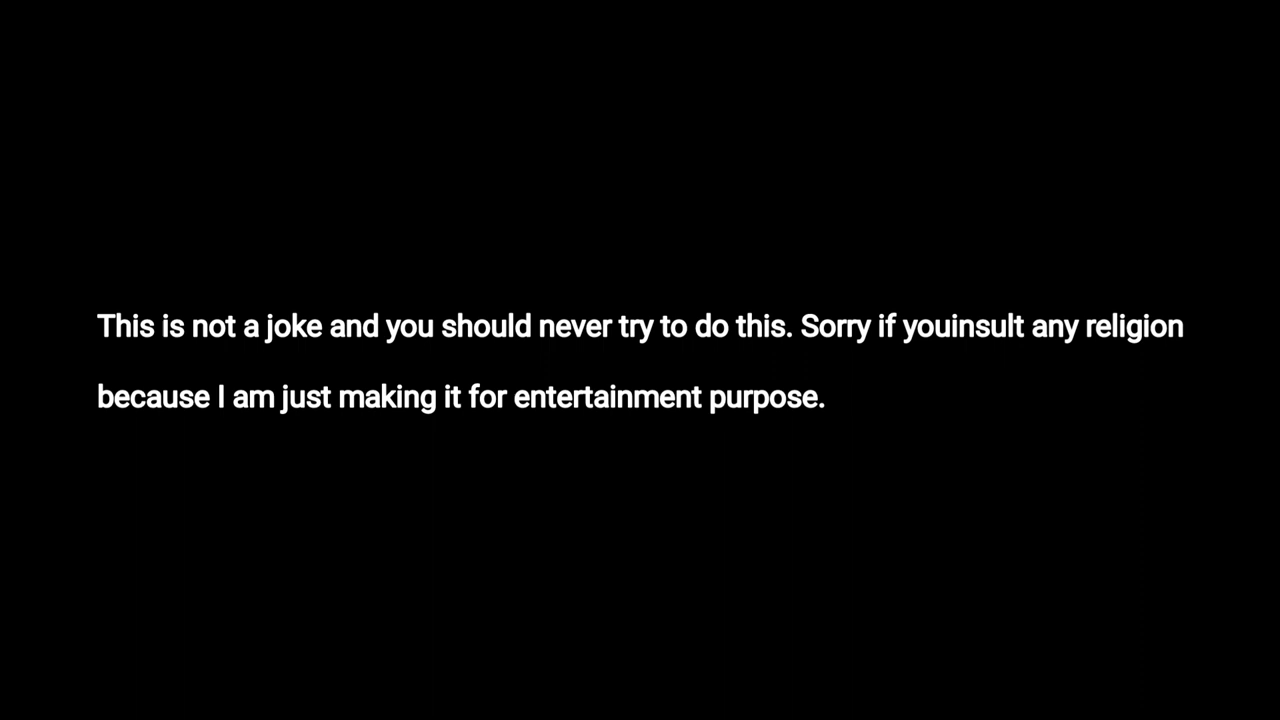 This is not a joke and you should never try to do this. Sorry if youinsult any religion
because I am just making it for entertainment purpose.